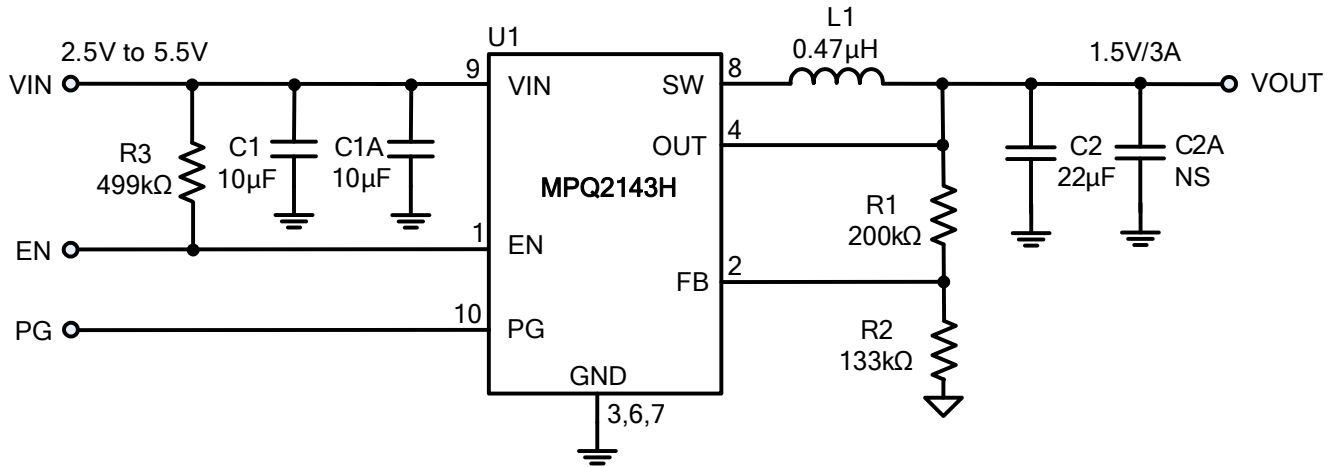 U1
L1
0.47µH
2.5V to 5.5V
1.5V/3A
VIN
9
VIN
SW
8
VOUT
R3
499kΩ
C1
10µF
C1A
10µF
OUT
4
C2
22µF
C2A
NS
MPQ2143H
R1
200kΩ
EN
1
EN
FB
2
PG
10
PG
R2
133kΩ
GND
3,6,7